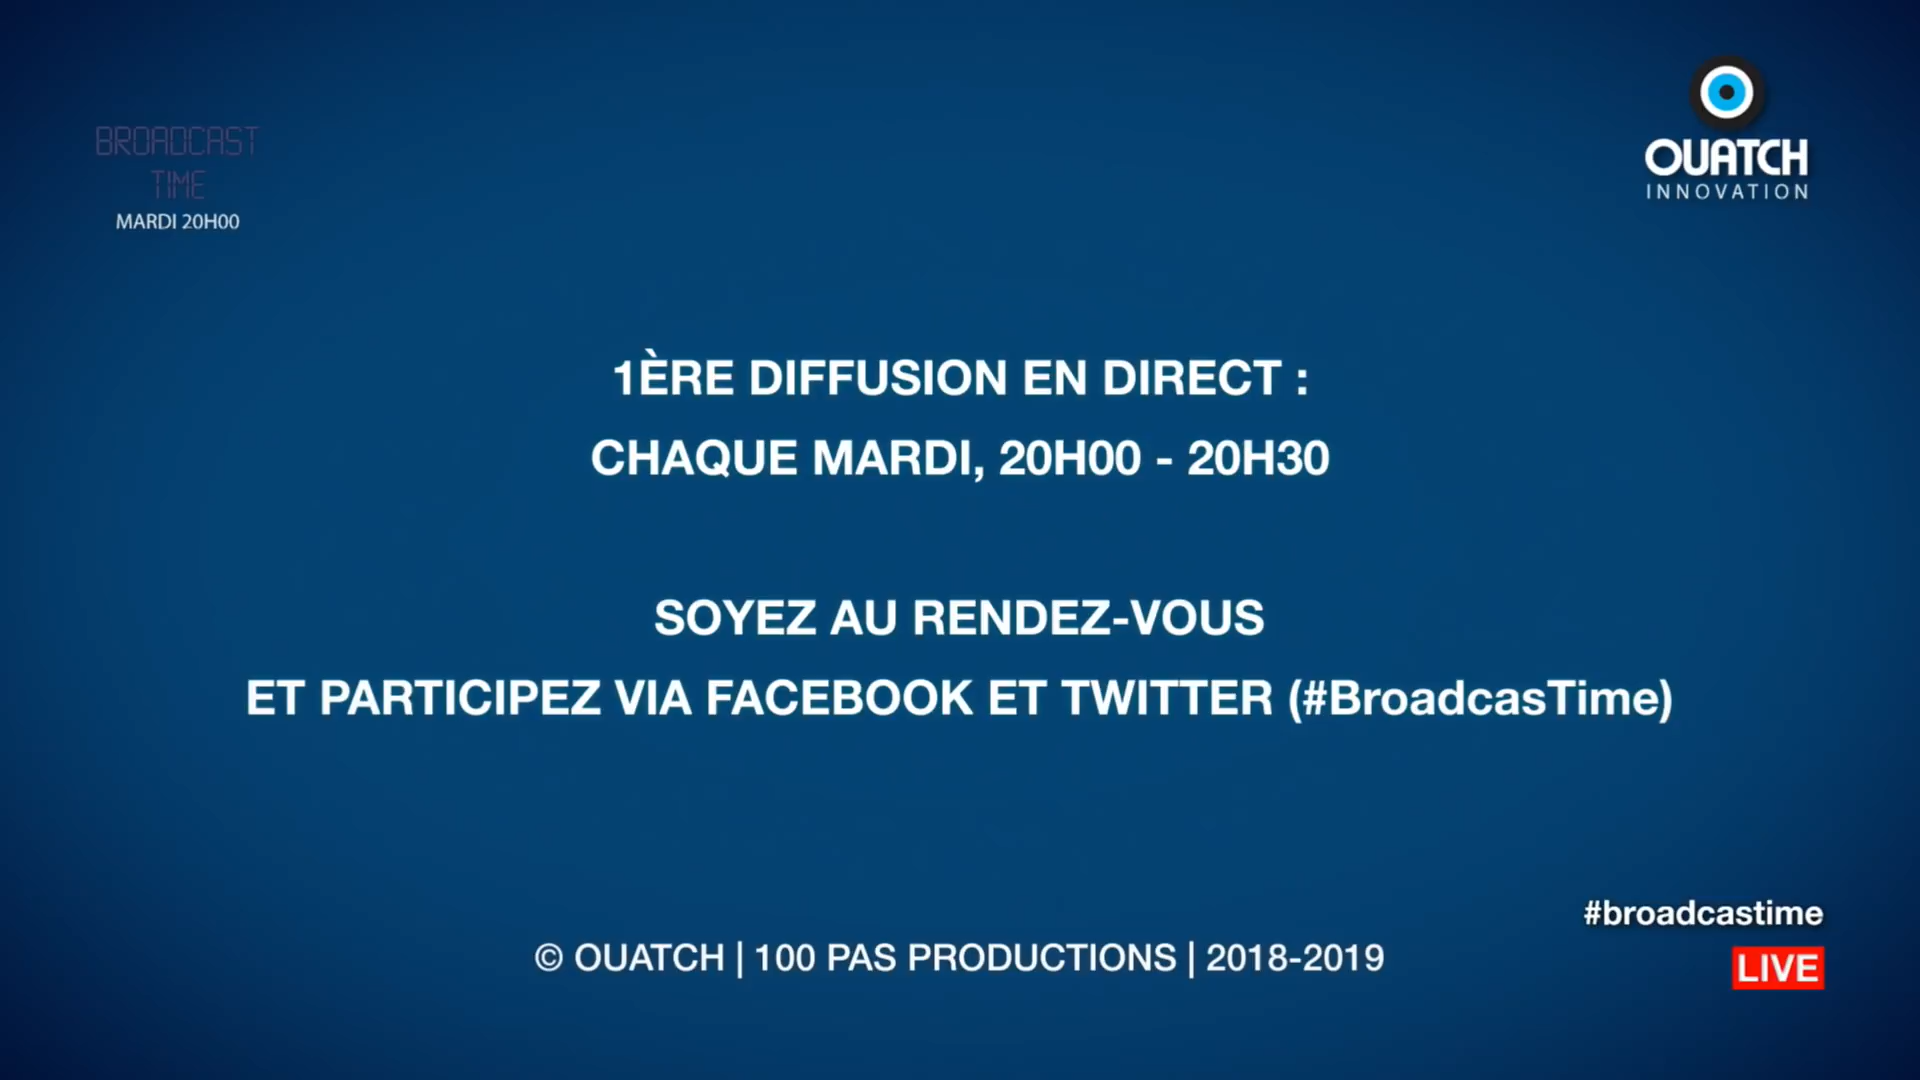 BROADCAST
TIME
MARDI 20H00
OUATCH
INNOVATION
1ÈRE DIFFUSION EN DIRECT :
CHAQUE MARDI, 20H00 - 20H30
SOYEZ AU RENDEZ-VOUS
ET PARTICIPEZ VIA FACEBOOK ET TWITTER (#BroadcasTime)
#broadcastime
© OUATCH | 100 PAS PRODUCTIONS | 2018-2019
LIVE